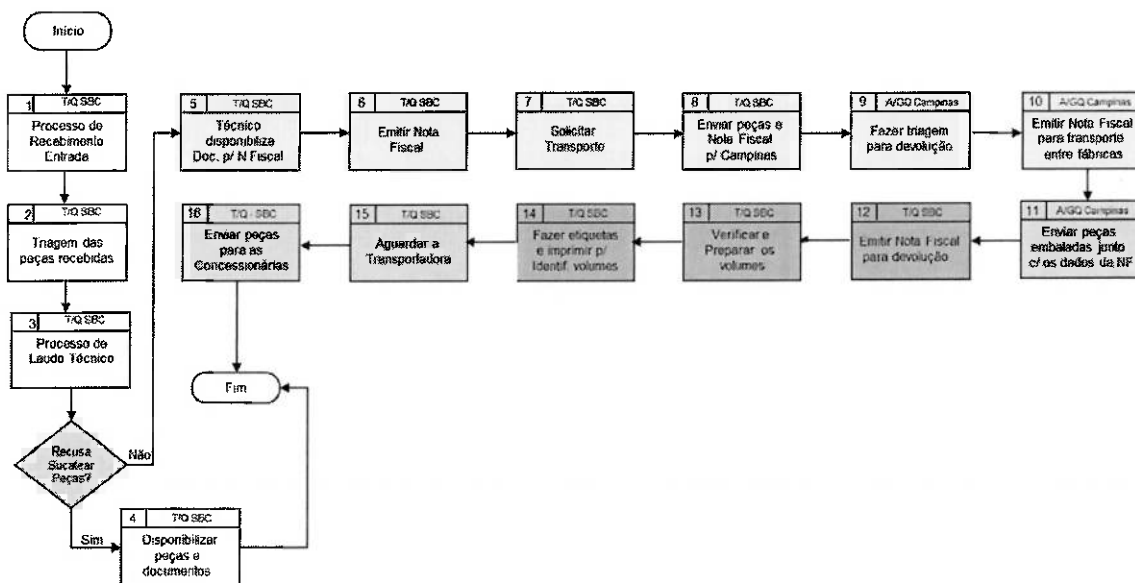 Início
1 T/Q SBC
Processo de
Recebimento
Entrada
2 T/Q SBC
Triagem das
peças recebidas
3 T/Q SBC
Processo de
Laudo Técnico
Recusa
Sucatear
Peças?
Não
Sim
4 T/Q SBC
Disponibilizar
peças e
documentos
5 T/Q SBC
Técnico
disponibiliza
Doc. p/ N Fiscal
6 T/Q SBC
Emitir Nota
Fiscal
7 T/Q SBC
Solicitar
Transporto
8 T/Q SBC
Enviar peças e
Nota Fiscal
p/ Campinas
9 A/GQ Campinas
Fazer triagem
para devolução
10 A/GQ Campinas
Emitir Nota Fiscal
para transporte
entre fábricas
11 A/GQ Campinas
Enviar peças
embaladas junto
c/ os dados da NF
12 T/Q SBC
Emitir Nota Fiscal
para devolução
13 T/Q SBC
Verificar e
Preparar os
volumes
14 T/Q SBC
Fazer etiquetas
e imprimir p/
Identif. volumes
15 T/Q SBC
Aguardar a
Transportadora
16 T/Q - SBC
Enviar peças
para as
Concessionárias
Fim